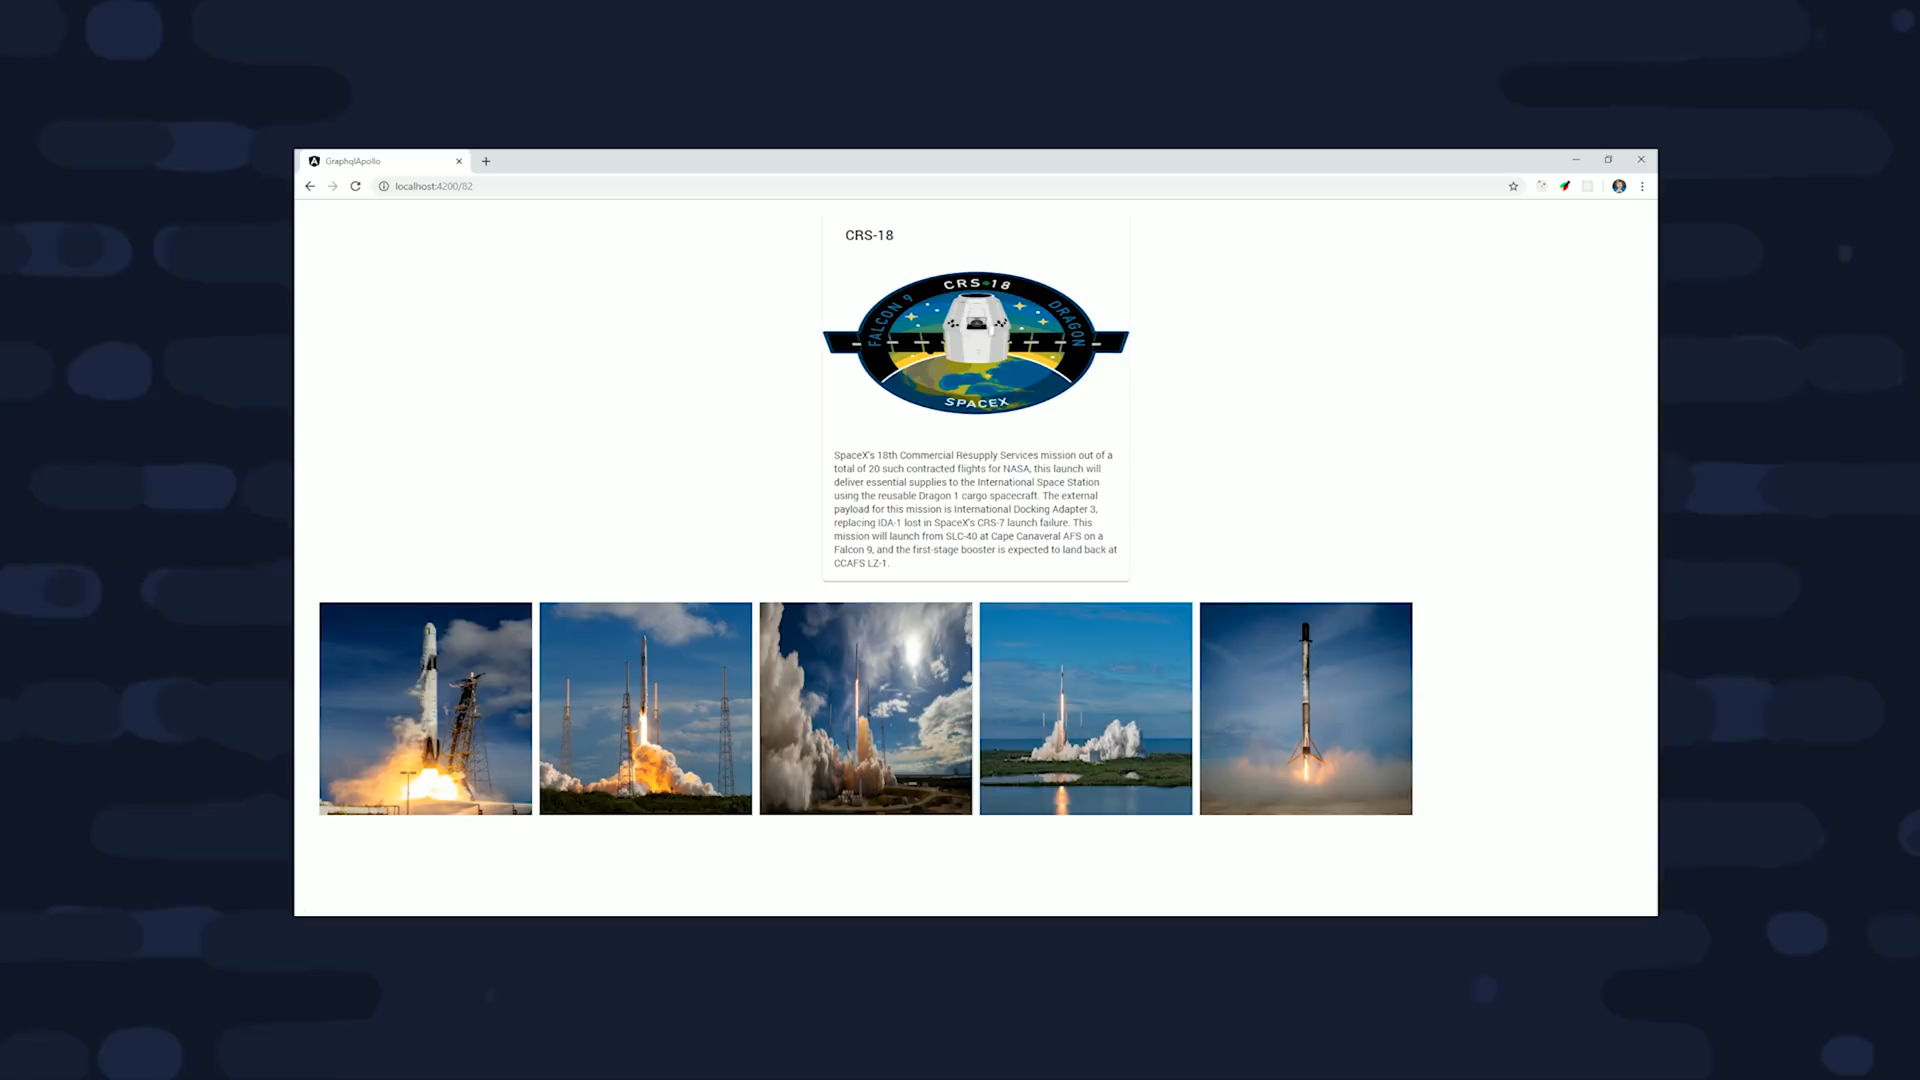 GraphqlApollo
localhost:4200/82
CRS-18
CRS 18
FALCON 9
DRAGON
SPACEX
SpaceX's 18th Commercial Resupply Services mission out of a
total of 20 such contracted flights for NASA, this launch will
deliver essential supplies to the International Space Station
using the reusable Dragon 1 cargo spacecraft. The external
payload for this mission is International Docking Adapter 3,
replacing IDA-1 lost in SpaceX's CRS-7 launch failure. This
mission will launch from SLC-40 at Cape Canaveral AFS on a
Falcon 9, and the first-stage booster is expected to land back at
CCAFS LZ-1.